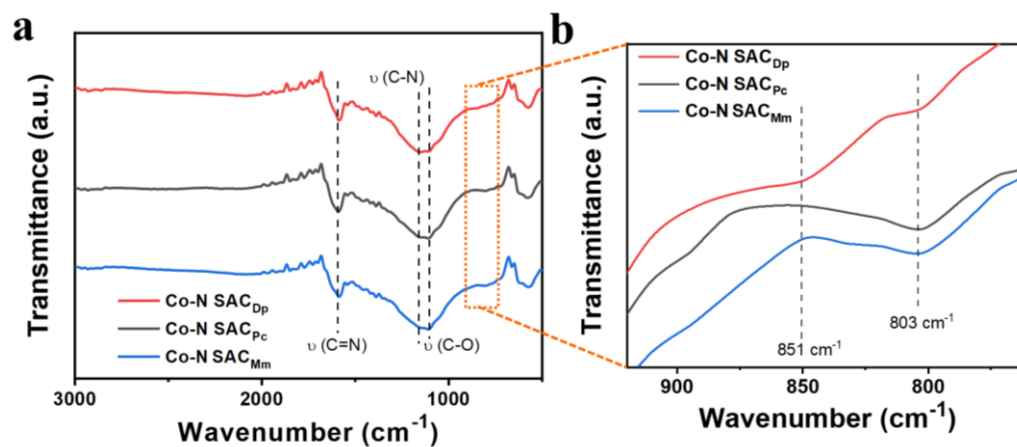 a
Transmittance (a.u.)
υ (C-N)
Co-N SAC_Dp
Co-N SAC_Pc
Co-N SAC_Mm
υ (C=N)
υ (C-O)
3000
2000
1000
Wavenumber (cm⁻¹)
b
Transmittance (a.u.)
Co-N SAC_Dp
Co-N SAC_Pc
Co-N SAC_Mm
803 cm⁻¹
851 cm⁻¹
900
850
800
Wavenumber (cm⁻¹)